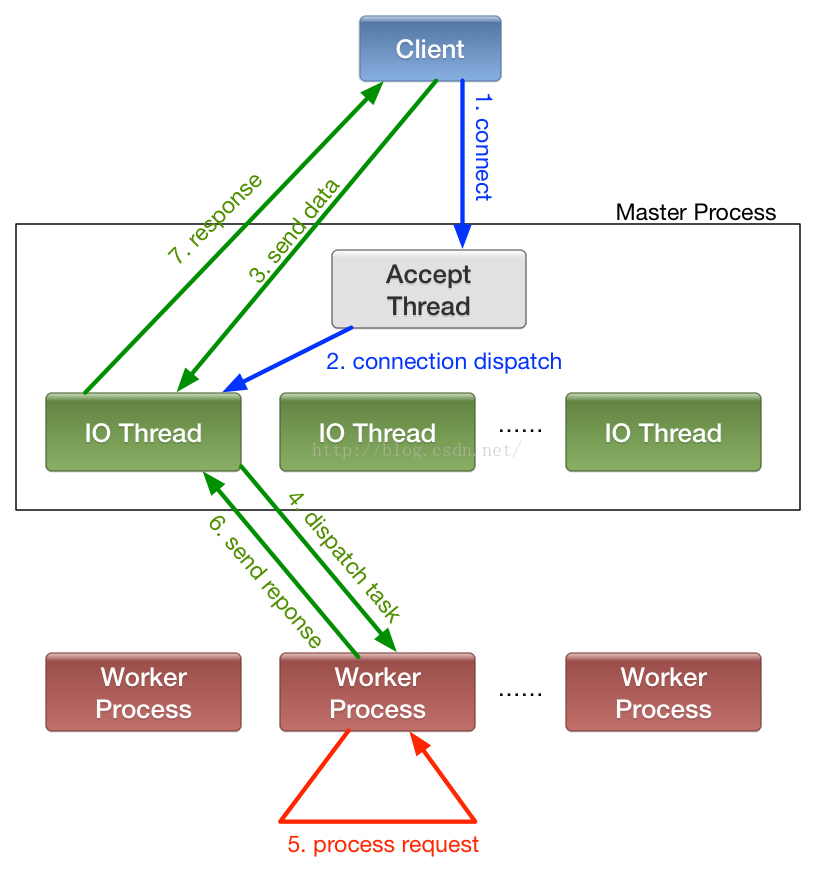 Client
1. connect
7. response
3. send data
Master Process
Accept
Thread
2. connection dispatch
IO Thread
IO Thread
......
IO Thread
http://blog.csdn.net/
4. dispatch task
6. send reponse
Worker
Process
Worker
Process
......
Worker
Process
5. process request